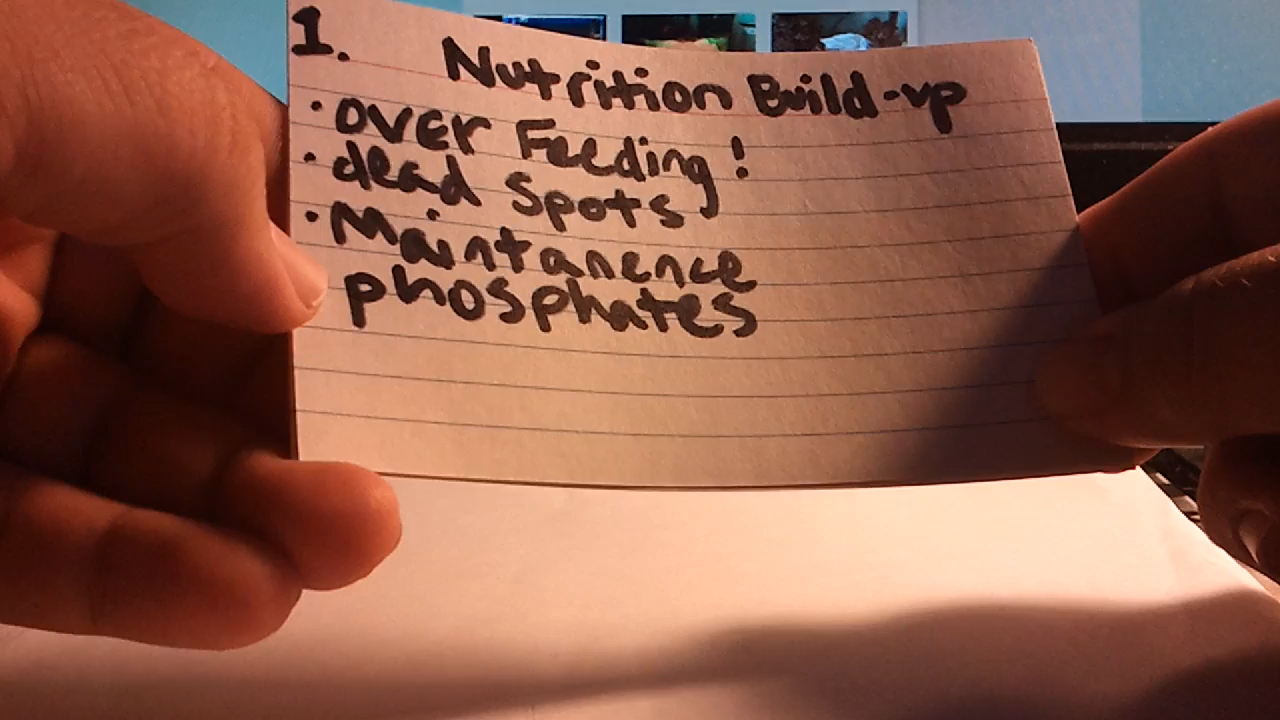 1. Nutrition Build-up
· OVER Feeding!
· dead Spots
· Maintanence
phosphates